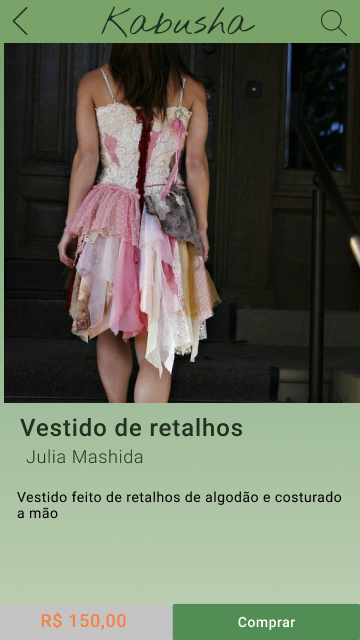 Kabusha
Vestido de retalhos
Julia Mashida
Vestido feito de retalhos de algodão e costurado
a mão
R$ 150,00
Comprar